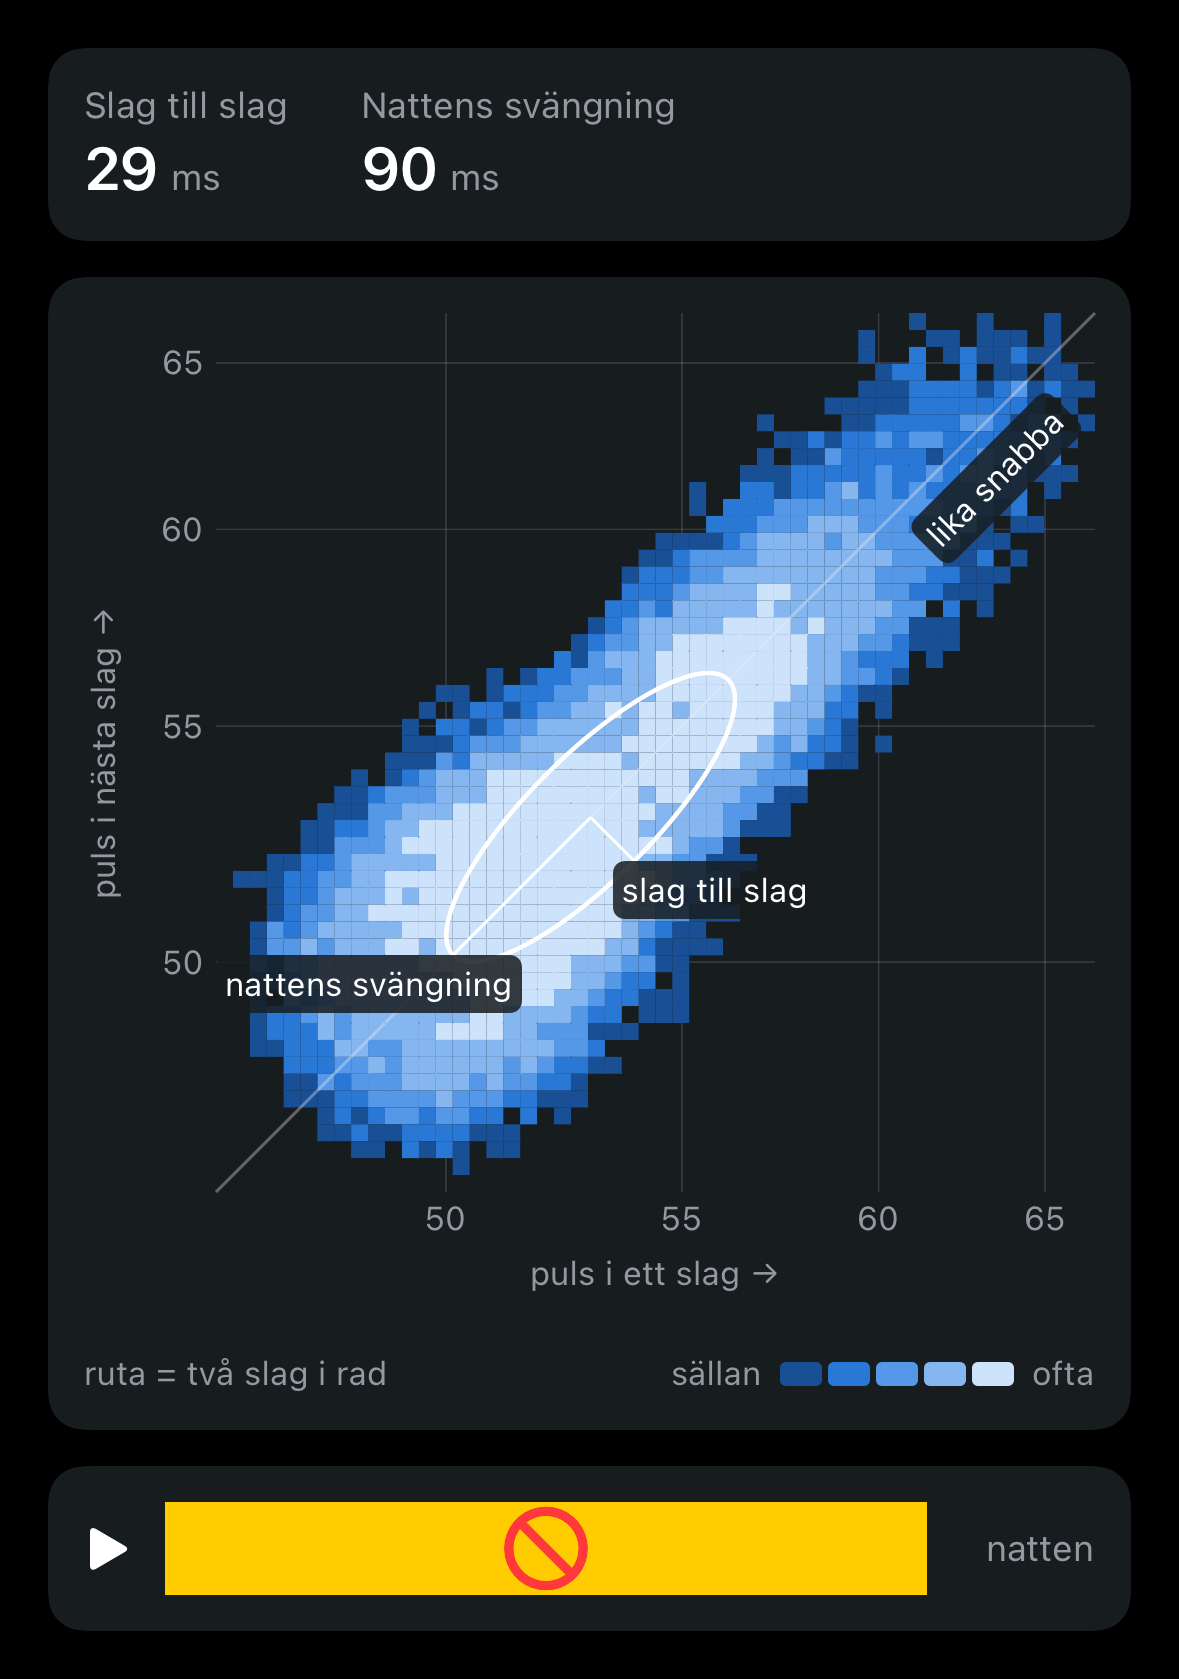 Slag till slag
29 ms
Nattens svängning
90 ms
65
60
55
50
puls i nästa slag →
lika snabba
slag till slag
nattens svängning
50
55
60
65
puls i ett slag →
ruta = två slag i rad
sällan
ofta
natten